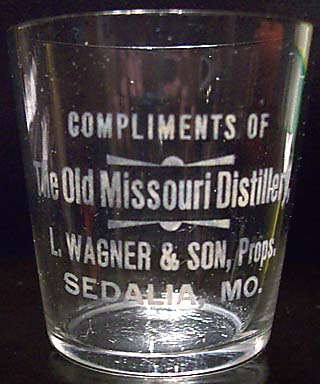 COMPLIMENTS OF
The Old Missouri Distillery,
L. WAGNER & SON, Props.
SEDALIA, MO.